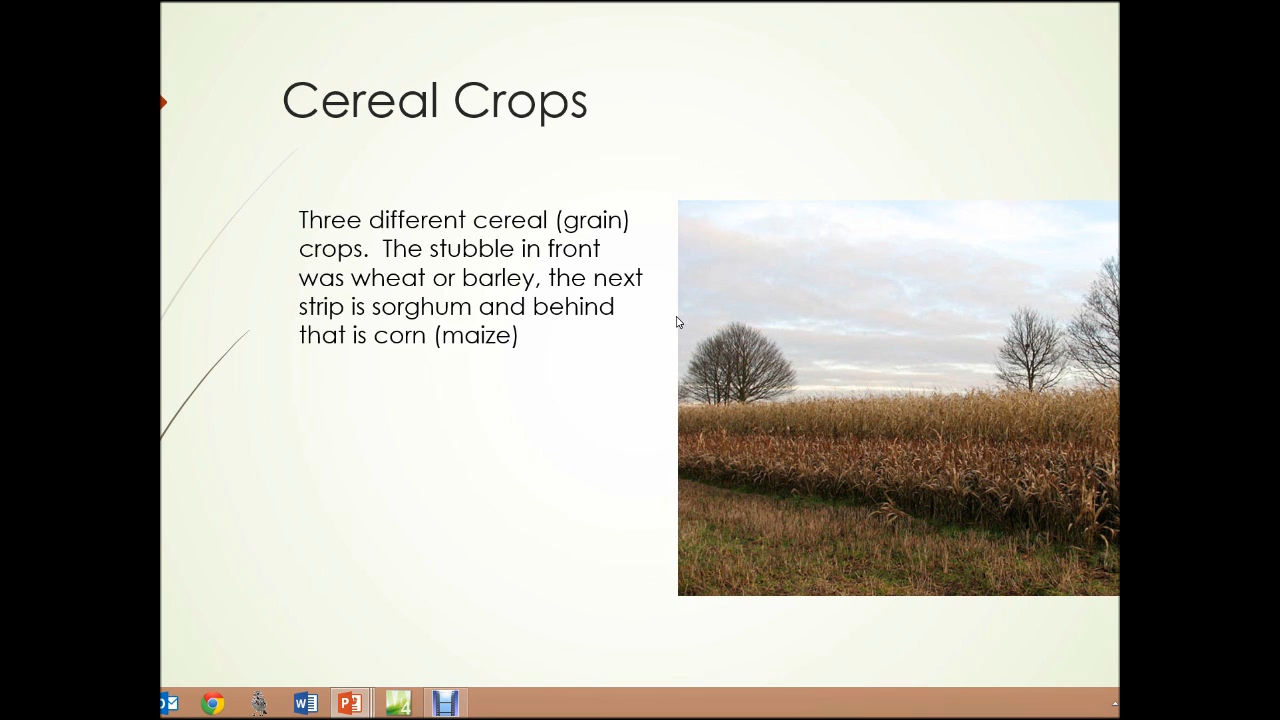 Cereal Crops
Three different cereal (grain)
crops.  The stubble in front
was wheat or barley, the next
strip is sorghum and behind
that is corn (maize)